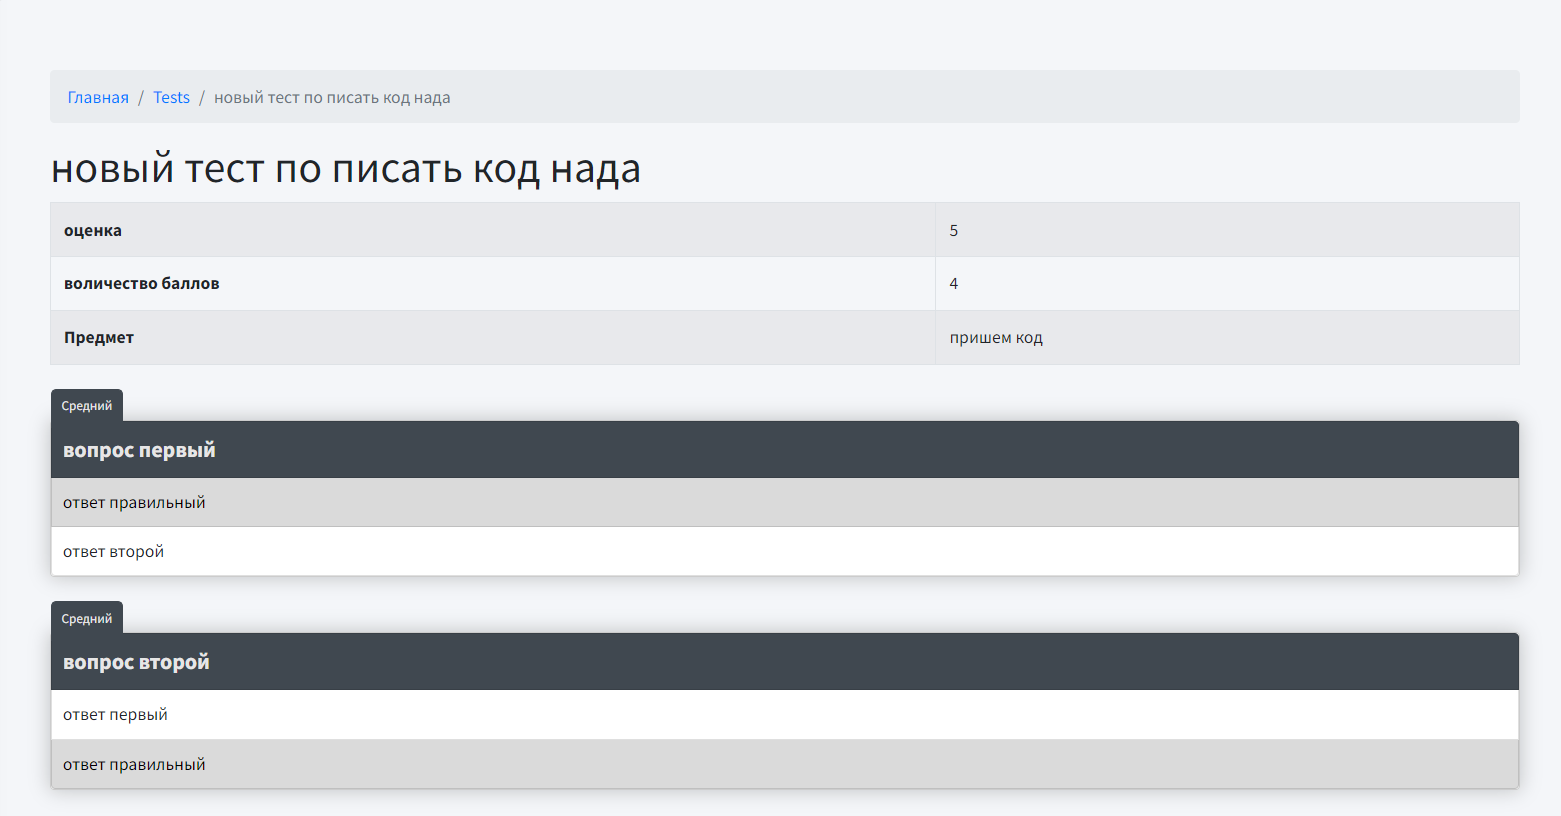 Главная / Tests / новый тест по писать код нада
новый тест по писать код нада
оценка 5
воличество баллов 4
Предмет пришем код
Средний
вопрос первый
ответ правильный
ответ второй
Средний
вопрос второй
ответ первый
ответ правильный